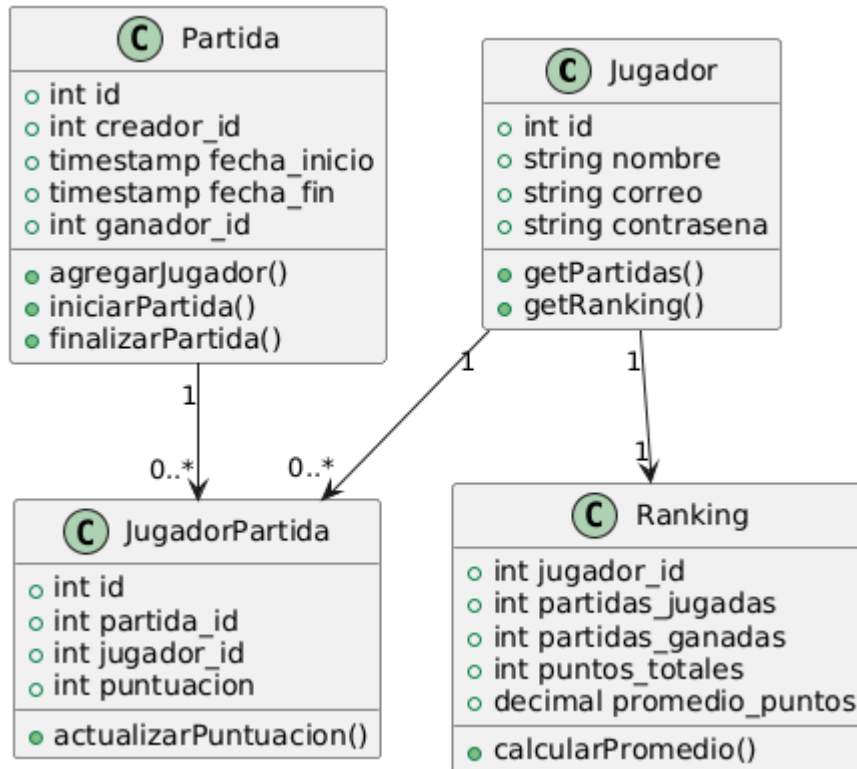 C Partida
int id
int creador_id
timestamp fecha_inicio
timestamp fecha_fin
int ganador_id
agregarJugador()
iniciarPartida()
finalizarPartida()
C Jugador
int id
string nombre
string correo
string contrasena
getPartidas()
getRanking()
1
0..*
1
0..*
1
1
C JugadorPartida
int id
int partida_id
int jugador_id
int puntuacion
actualizarPuntuacion()
C Ranking
int jugador_id
int partidas_jugadas
int partidas_ganadas
int puntos_totales
decimal promedio_puntos
calcularPromedio()